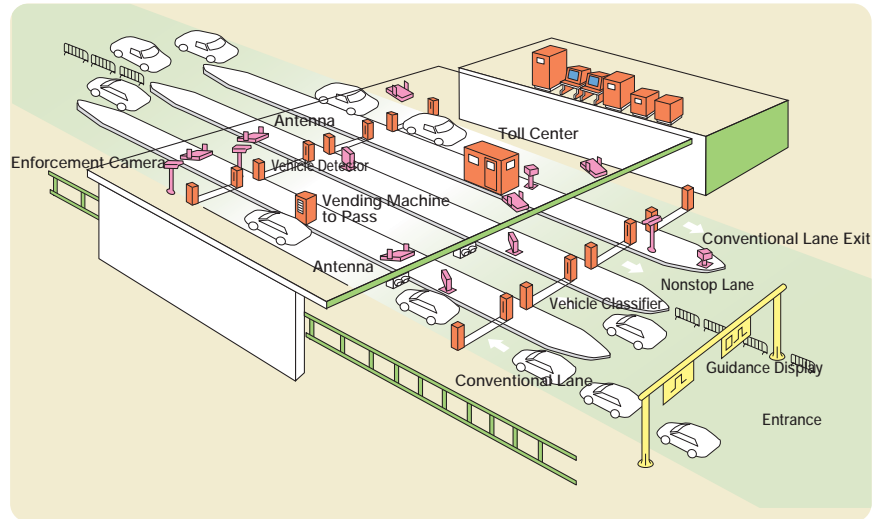 Antenna
Toll Center
Enforcement Camera
Vehicle Detector
Vending Machine
to Pass
Conventional Lane Exit
Antenna
Nonstop Lane
Vehicle Classifier
Guidance Display
Conventional Lane
Entrance